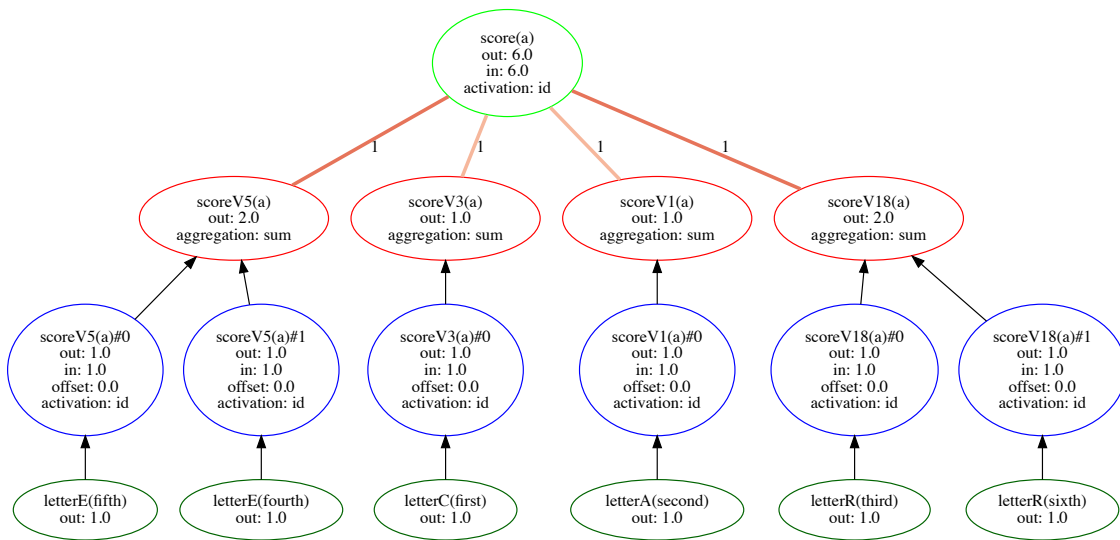 score(a)
out: 6.0
in: 6.0
activation: id
1
1
1
1
scoreV5(a)
out: 2.0
aggregation: sum
scoreV3(a)
out: 1.0
aggregation: sum
scoreV1(a)
out: 1.0
aggregation: sum
scoreV18(a)
out: 2.0
aggregation: sum
scoreV5(a)#0
out: 1.0
in: 1.0
offset: 0.0
activation: id
scoreV5(a)#1
out: 1.0
in: 1.0
offset: 0.0
activation: id
scoreV3(a)#0
out: 1.0
in: 1.0
offset: 0.0
activation: id
scoreV1(a)#0
out: 1.0
in: 1.0
offset: 0.0
activation: id
scoreV18(a)#0
out: 1.0
in: 1.0
offset: 0.0
activation: id
scoreV18(a)#1
out: 1.0
in: 1.0
offset: 0.0
activation: id
letterE(fifth)
out: 1.0
letterE(fourth)
out: 1.0
letterC(first)
out: 1.0
letterA(second)
out: 1.0
letterR(third)
out: 1.0
letterR(sixth)
out: 1.0